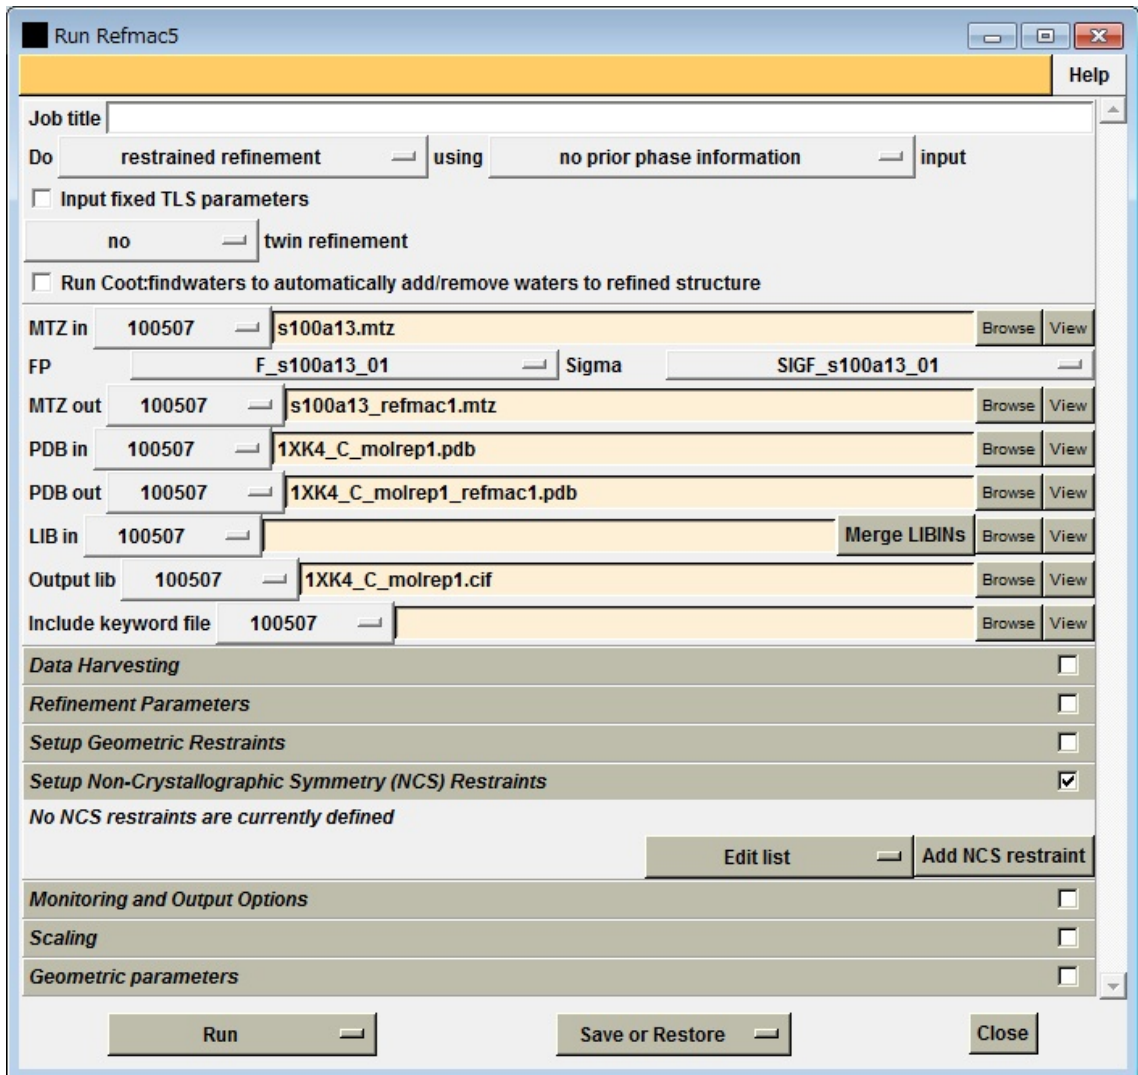 Run Refmac5
Help
Job title
Do restrained refinement using no prior phase information input
Input fixed TLS parameters
no twin refinement
Run Coot:findwaters to automatically add/remove waters to refined structure
MTZ in 100507 s100a13.mtz Browse View
FP F_s100a13_01 Sigma SIGF_s100a13_01
MTZ out 100507 s100a13_refmac1.mtz Browse View
PDB in 100507 1XK4_C_molrep1.pdb Browse View
PDB out 100507 1XK4_C_molrep1_refmac1.pdb Browse View
LIB in 100507 Merge LIBINs Browse View
Output lib 100507 1XK4_C_molrep1.cif Browse View
Include keyword file 100507 Browse View
Data Harvesting
Refinement Parameters
Setup Geometric Restraints
Setup Non-Crystallographic Symmetry (NCS) Restraints
No NCS restraints are currently defined
Edit list Add NCS restraint
Monitoring and Output Options
Scaling
Geometric parameters
Run Save or Restore Close